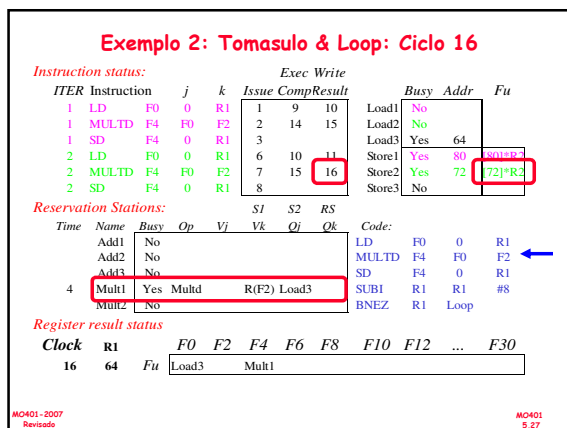 Exemplo 2: Tomasulo & Loop: Ciclo 16
Instruction status: Exec Write
ITER Instruction j k Issue Comp Result Busy Addr Fu
1 LD F0 0 R1 1 9 10 Load1 No
1 MULTD F4 F0 F2 2 14 15 Load2 No
1 SD F4 0 R1 3 Load3 Yes 64
2 LD F0 0 R1 6 10 11 Store1 Yes 80 [80]*R2
2 MULTD F4 F0 F2 7 15 16 Store2 Yes 72 [72]*R2
2 SD F4 0 R1 8 Store3 No
Reservation Stations: S1 S2 RS
Time Name Busy Op Vj Vk Qj Qk Code:
Add1 No LD F0 0 R1
Add2 No MULTD F4 F0 F2
Add3 No SD F4 0 R1
4 Mult1 Yes Multd R(F2) Load3 SUBI R1 R1 #8
Mult2 No BNEZ R1 Loop
Register result status
Clock R1 F0 F2 F4 F6 F8 F10 F12 ... F30
16 64 Fu Load3 Mult1
MO401-2007
Revisado
MO401
5.27